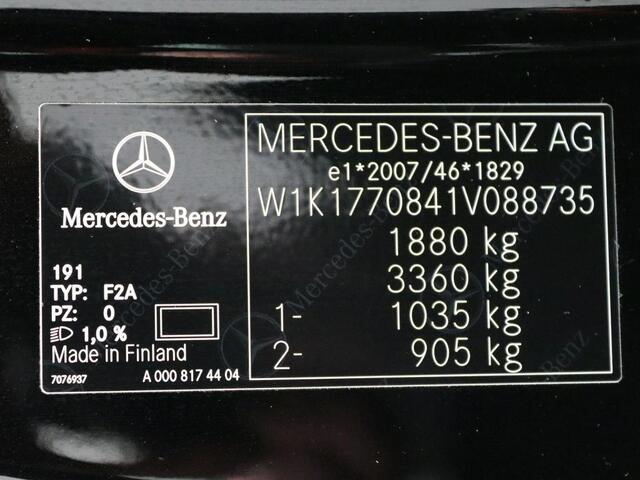 Mercedes-Benz
191
TYP: F2A
PZ: 0
1,0 %
Made in Finland
7076937 A 000 817 44 04
MERCEDES-BENZ AG
e1*2007/46*1829
W1K1770841V088735
1880 kg
3360 kg
1- 1035 kg
2- 905 kg